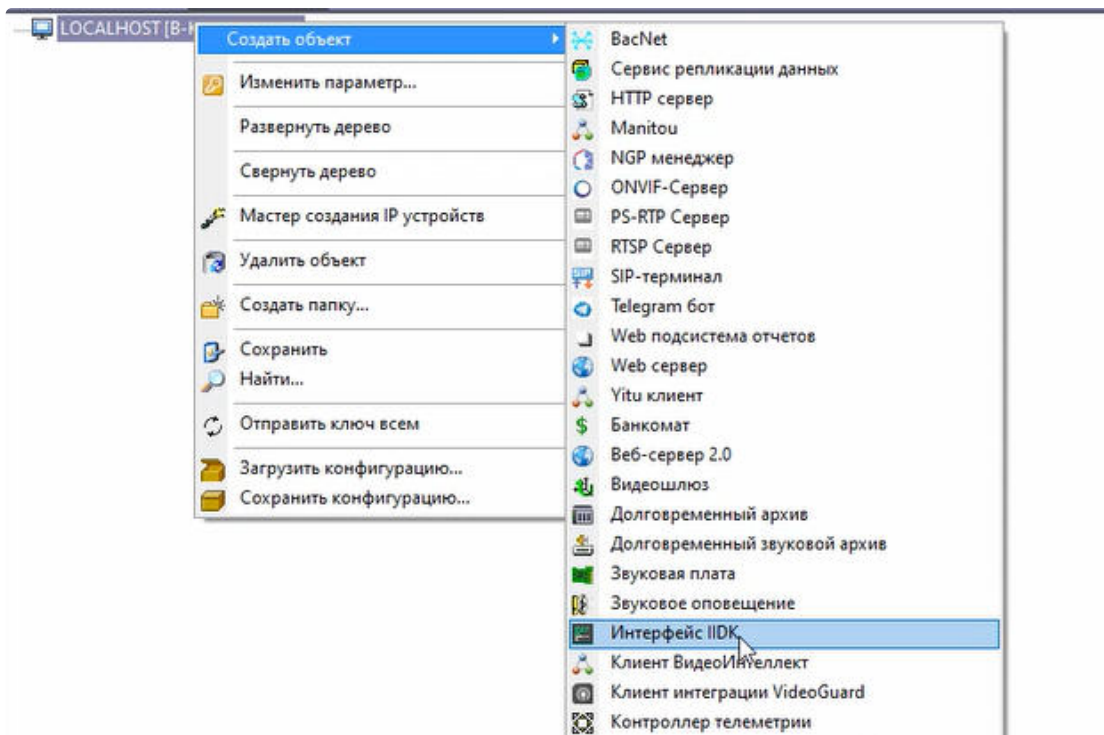 LOCALHOST [B-
Создать объект
Изменить параметр...
Развернуть дерево
Свернуть дерево
Мастер создания IP устройств
Удалить объект
Создать папку...
Сохранить
Найти...
Отправить ключ всем
Загрузить конфигурацию...
Сохранить конфигурацию...
BacNet
Сервис репликации данных
HTTP сервер
Manitou
NGP менеджер
ONVIF-Сервер
PS-RTP Сервер
RTSP Сервер
SIP-терминал
Telegram бот
Web подсистема отчетов
Web сервер
Yitu клиент
Банкомат
Веб-сервер 2.0
Видеошлюз
Долговременный архив
Долговременный звуковой архив
Звуковая плата
Звуковое оповещение
Интерфейс IIDK
Клиент ВидеоИнтеллект
Клиент интеграции VideoGuard
Контроллер телеметрии